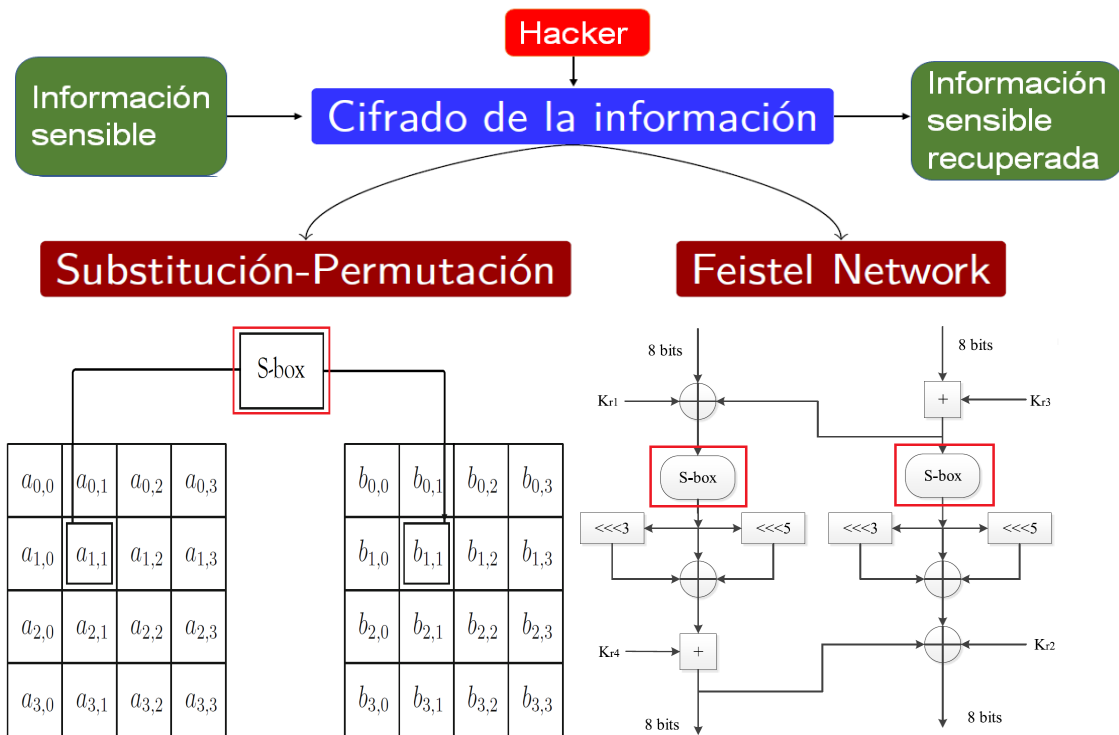 Hacker
Información
sensible
Cifrado de la información
Información
sensible
recuperada
Substitución-Permutación
Feistel Network
S-box
a0,0 a0,1 a0,2 a0,3
a1,0 a1,1 a1,2 a1,3
a2,0 a2,1 a2,2 a2,3
a3,0 a3,1 a3,2 a3,3
b0,0 b0,1 b0,2 b0,3
b1,0 b1,1 b1,2 b1,3
b2,0 b2,1 b2,2 b2,3
b3,0 b3,1 b3,2 b3,3
8 bits
8 bits
Kr1
+
Kr3
S-box
S-box
<<<3
<<<5
<<<3
<<<5
Kr4
+
Kr2
8 bits
8 bits